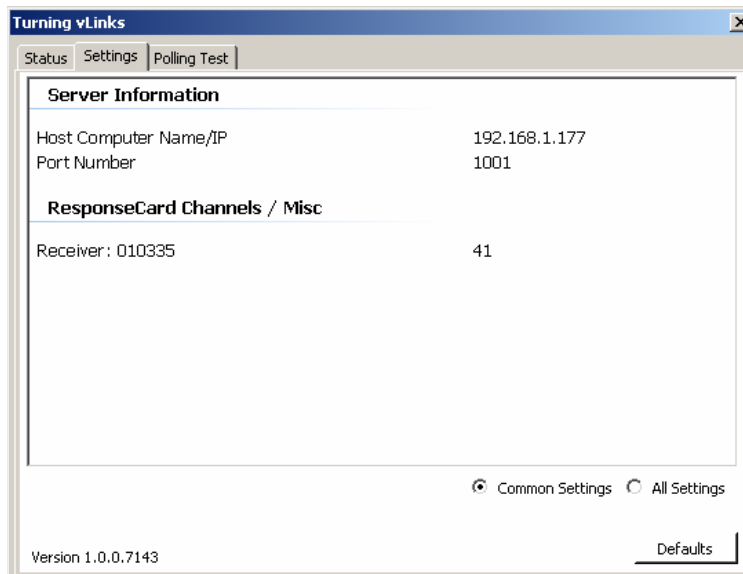 Turning vLinks
Status Settings Polling Test
Server Information
Host Computer Name/IP 192.168.1.177
Port Number 1001
ResponseCard Channels / Misc
Receiver: 010335 41
Common Settings All Settings
Version 1.0.0.7143 Defaults